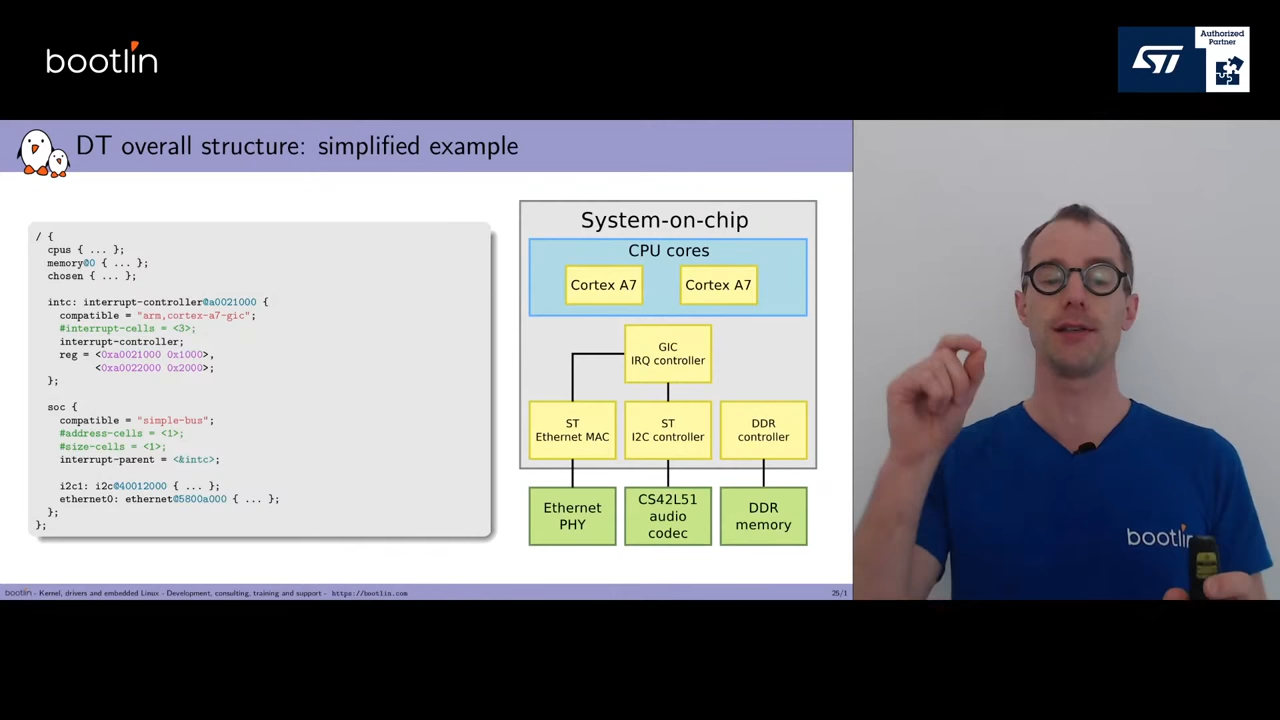 bootlin
ST
Authorized
Partner
DT overall structure: simplified example
/ {
cpus { ... };
memory@0 { ... };
chosen { ... };
intc: interrupt-controller@a0021000 {
compatible = "arm,cortex-a7-gic";
#interrupt-cells = <3>;
interrupt-controller;
reg = <0xa0021000 0x1000>,
<0xa0022000 0x2000>;
};
soc {
compatible = "simple-bus";
#address-cells = <1>;
#size-cells = <1>;
interrupt-parent = <&intc>;
i2c1: i2c@40012000 { ... };
ethernet0: ethernet@5800a000 { ... };
};
};
System-on-chip
CPU cores
Cortex A7
Cortex A7
GIC
IRQ controller
ST
Ethernet MAC
ST
I2C controller
DDR
controller
Ethernet
PHY
CS42L51
audio
codec
DDR
memory
bootlin
bootlin - Kernel, drivers and embedded Linux - Development, consulting, training and support - https://bootlin.com
25/1